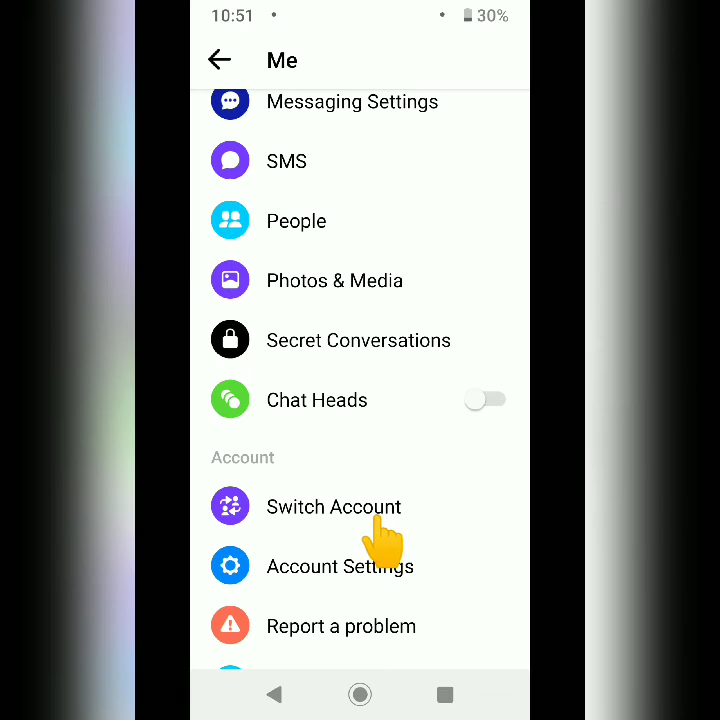 10:51 30%
Me
Messaging Settings
SMS
People
Photos & Media
Secret Conversations
Chat Heads
Account
Switch Account
Account Settings
Report a problem